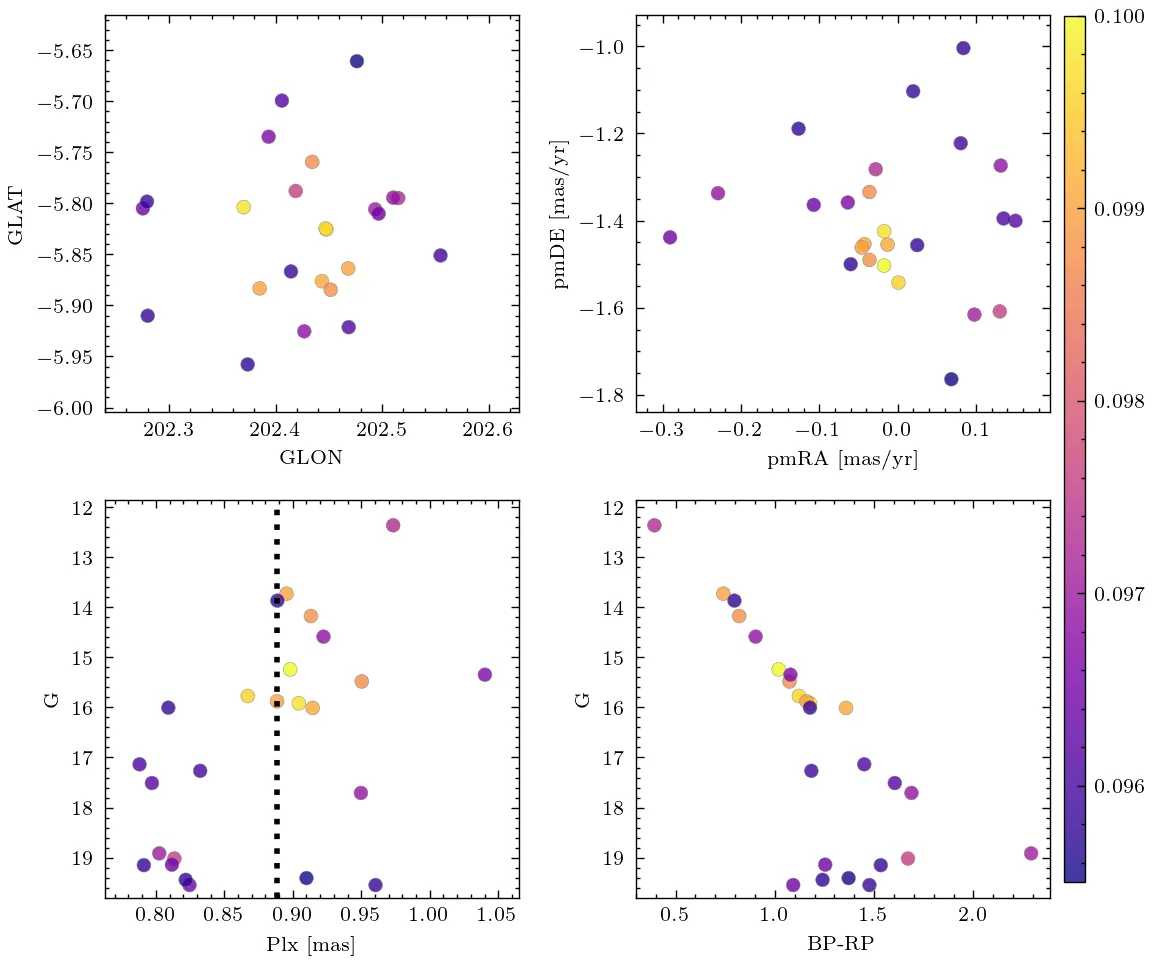 −5.65
−5.70
−5.75
−5.80
−5.85
−5.90
−5.95
−6.00
GLAT
202.3 202.4 202.5 202.6
GLON
−1.0
−1.2
−1.4
−1.6
−1.8
pmDE [mas/yr]
−0.3 −0.2 −0.1 0.0 0.1
pmRA [mas/yr]
0.100
0.099
0.098
0.097
0.096
12
13
14
15
16
17
18
19
G
0.80 0.85 0.90 0.95 1.00 1.05
Plx [mas]
12
13
14
15
16
17
18
19
G
0.5 1.0 1.5 2.0
BP-RP